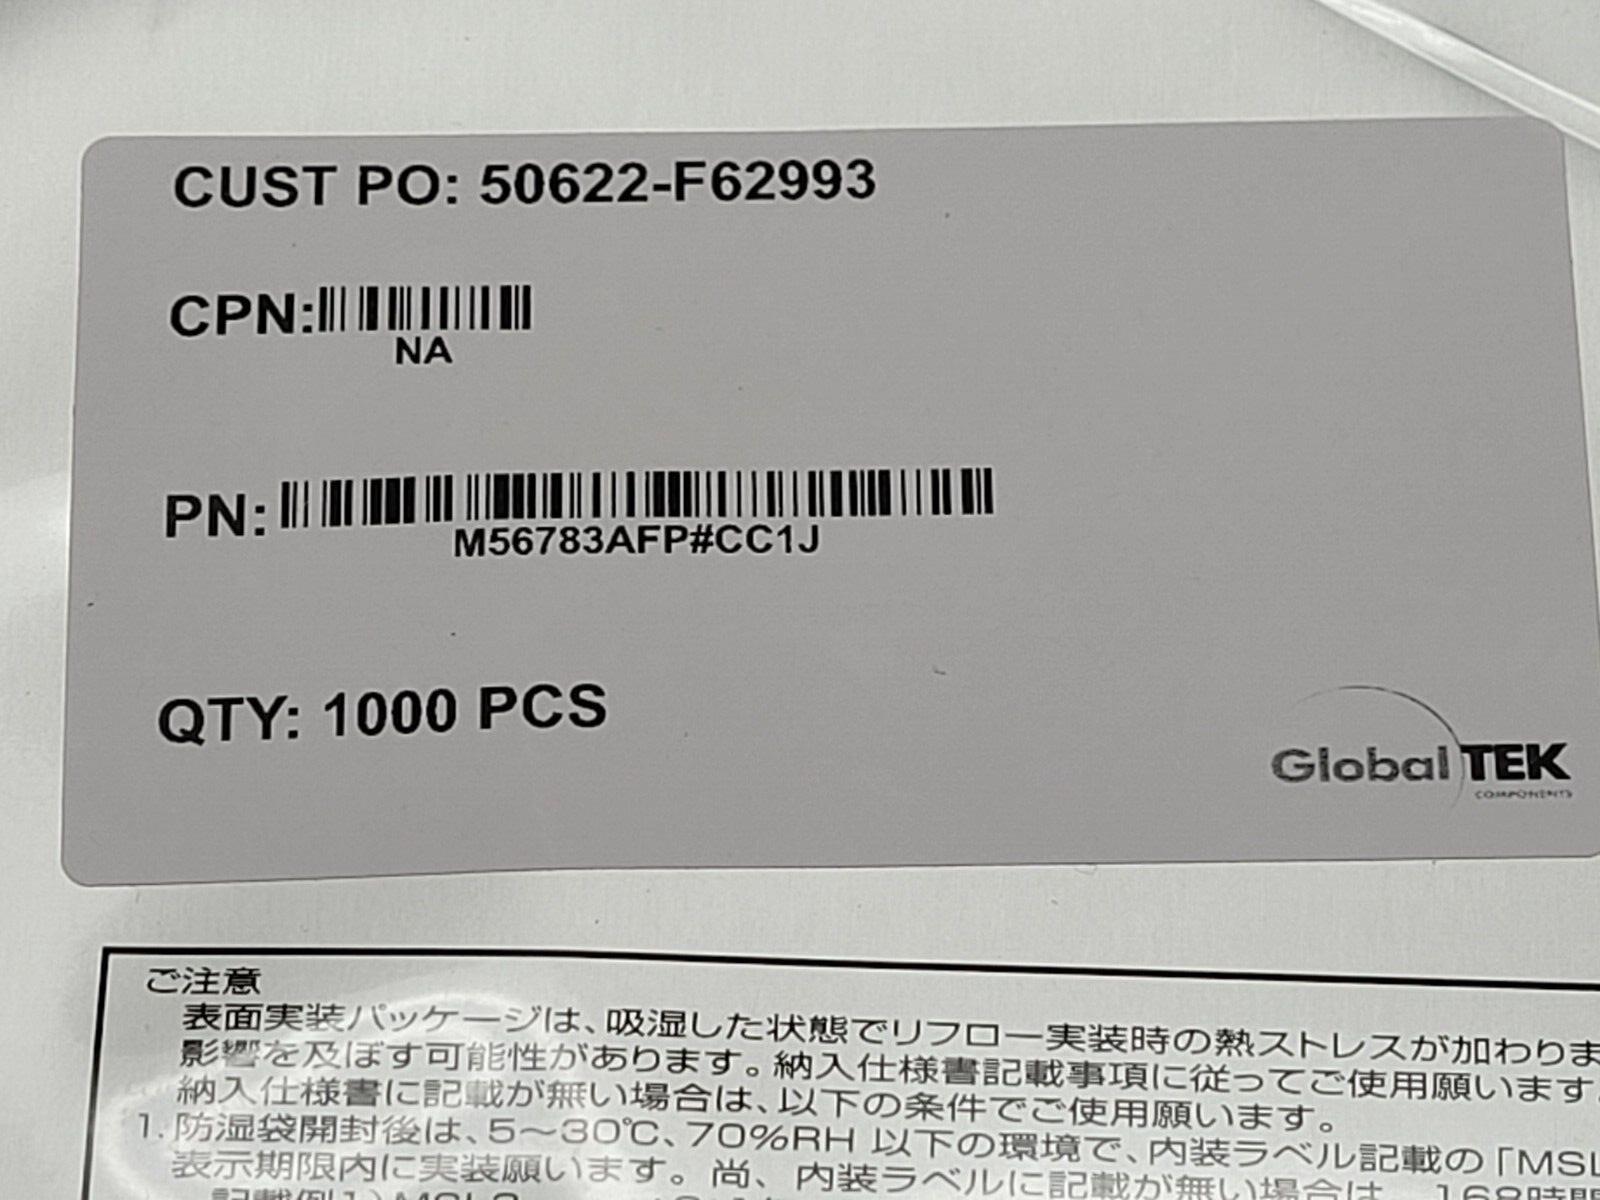 CUST PO: 50622-F62993
CPN:
NA
PN:
M56783AFP#CC1J
QTY: 1000 PCS
GlobalTEK
COMPONENTS
ご注意
表面実装パッケージは、吸湿した状態でリフロー実装時の熱ストレスが加わりま
影響を及ぼす可能性があります。納入仕様書記載事項に従ってご使用願います
納入仕様書に記載が無い場合は、以下の条件でご使用願います。
1. 防湿袋開封後は、5～30℃、70%RH 以下の環境で、内装ラベル記載の「MSL
表示期限内に実装願います。尚、内装ラベルに記載が無い場合は、168時間